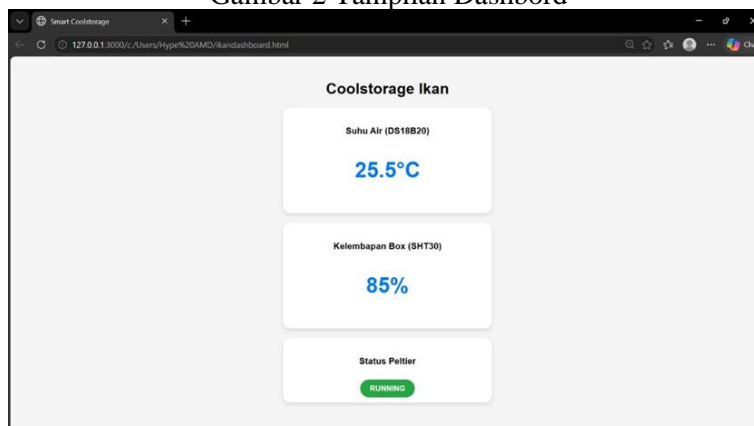 Gambar 2 Tampilan Dashbord
Smart Coolstorage
127.0.0.1:3000/c:/Users/Hype%20AMD/ikandashboard.html
Coolstorage Ikan
Suhu Air (DS18B20)
25.5°C
Kelembapan Box (SHT30)
85%
Status Peltier
RUNNING